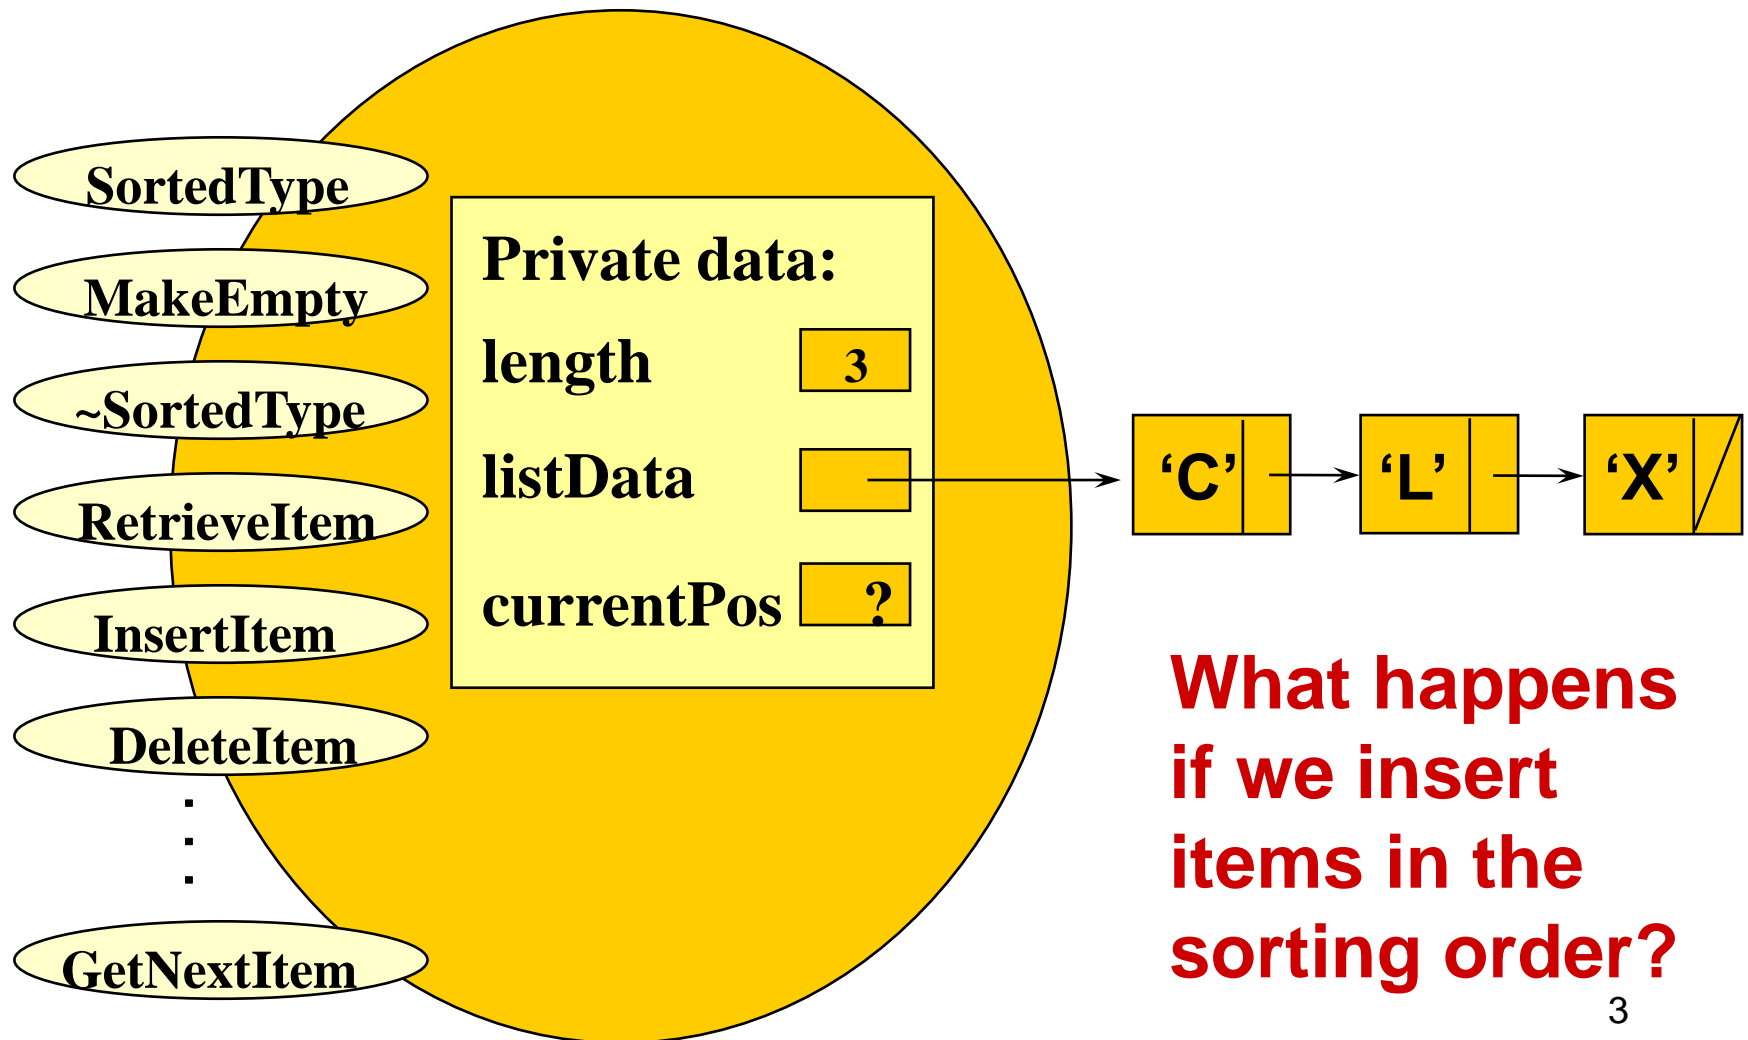 SortedType
MakeEmpty
~SortedType
RetrieveItem
InsertItem
DeleteItem
.
.
.
GetNextItem
Private data:
length 3
listData
currentPos ?
‘C’ ‘L’ ‘X’
What happens
if we insert
items in the
sorting order?
3